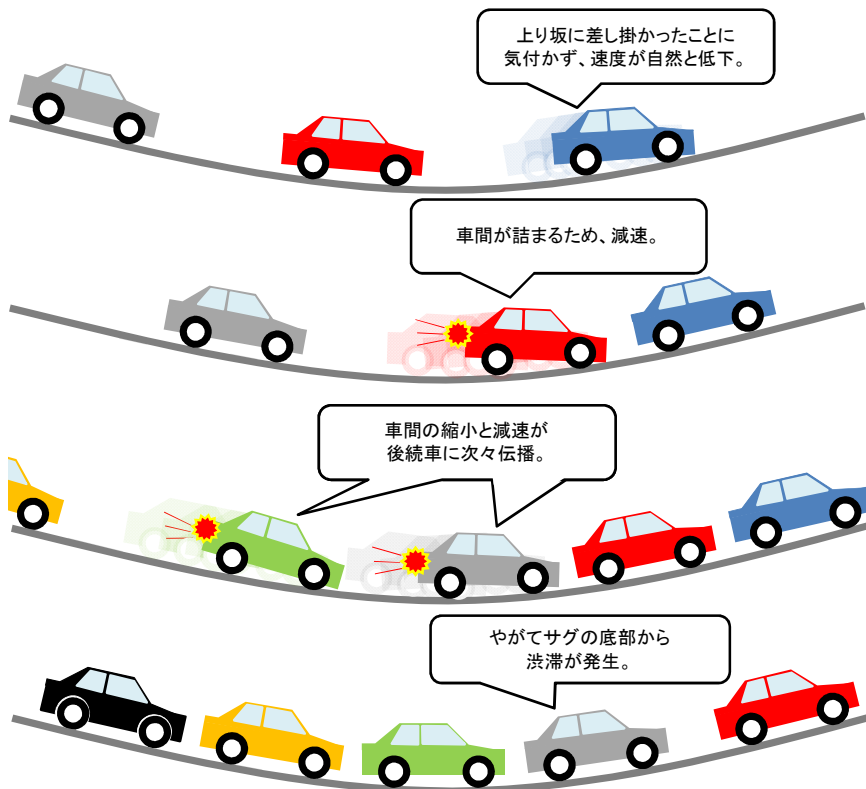 上り坂に差し掛かったことに
気付かず、速度が自然と低下。
車間が詰まるため、減速。
車間の縮小と減速が
後続車に次々伝播。
やがてサグの底部から
渋滞が発生。